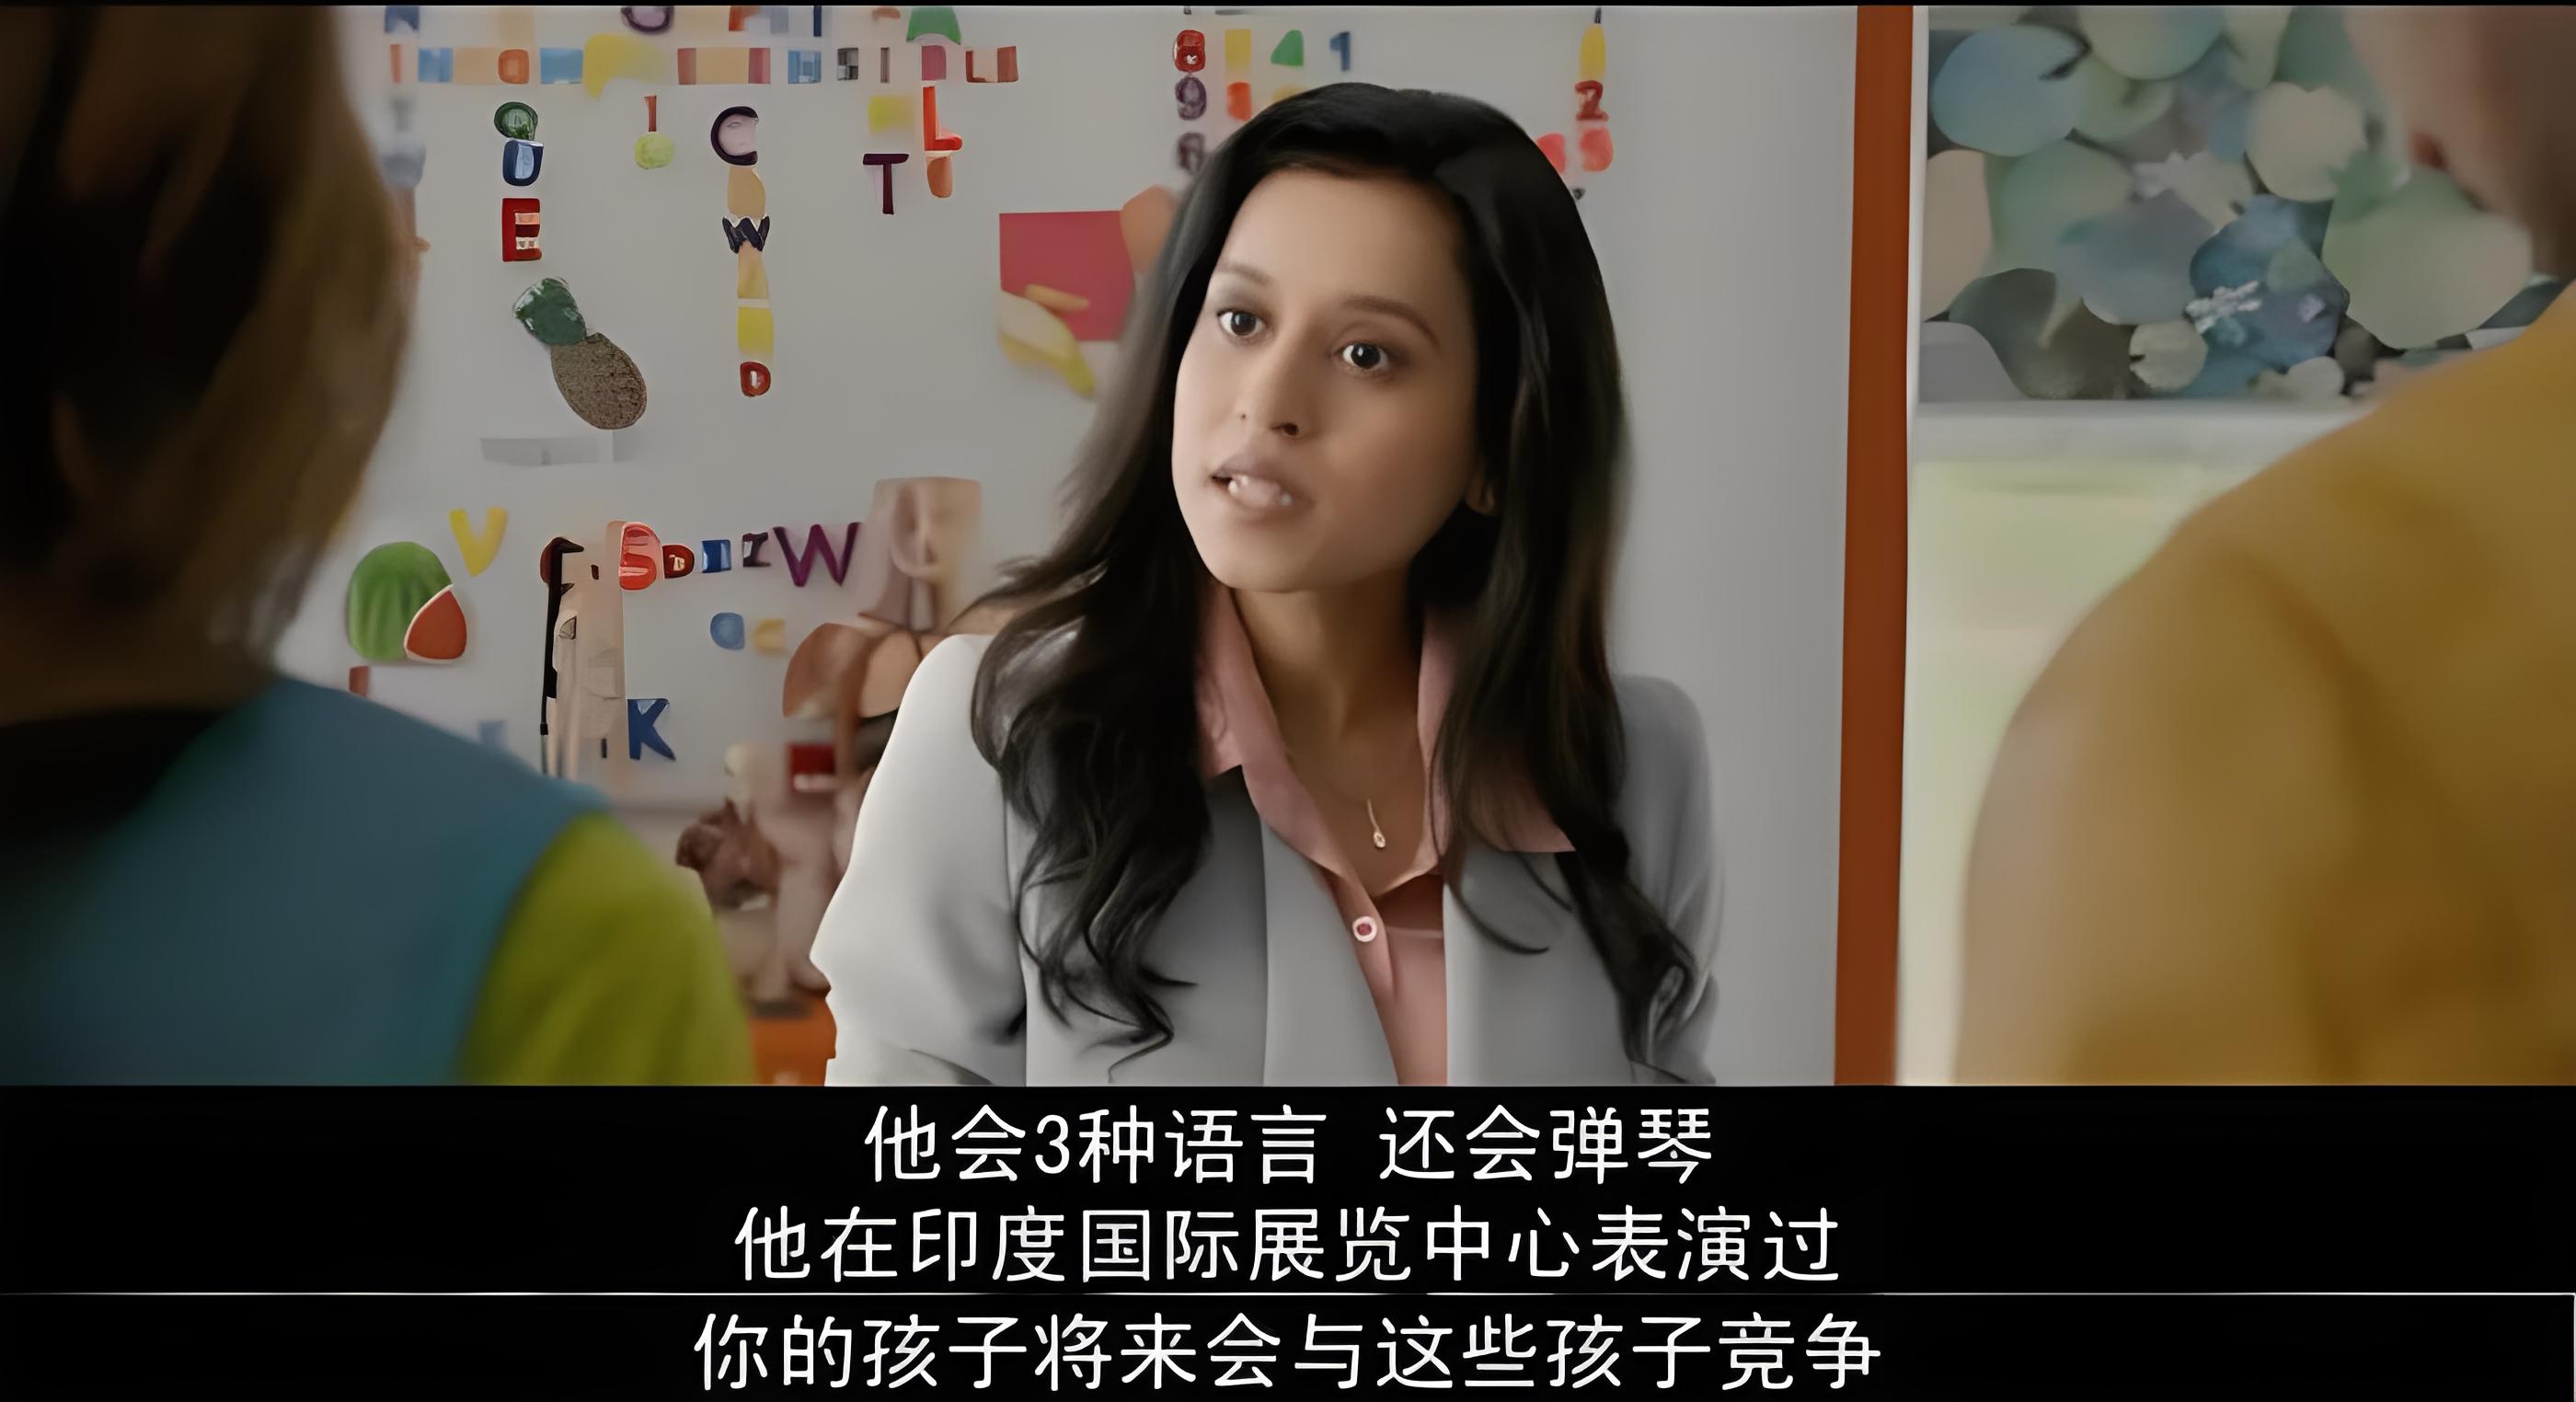 他会3种语言 还会弹琴
他在印度国际展览中心表演过
你的孩子将来会与这些孩子竞争